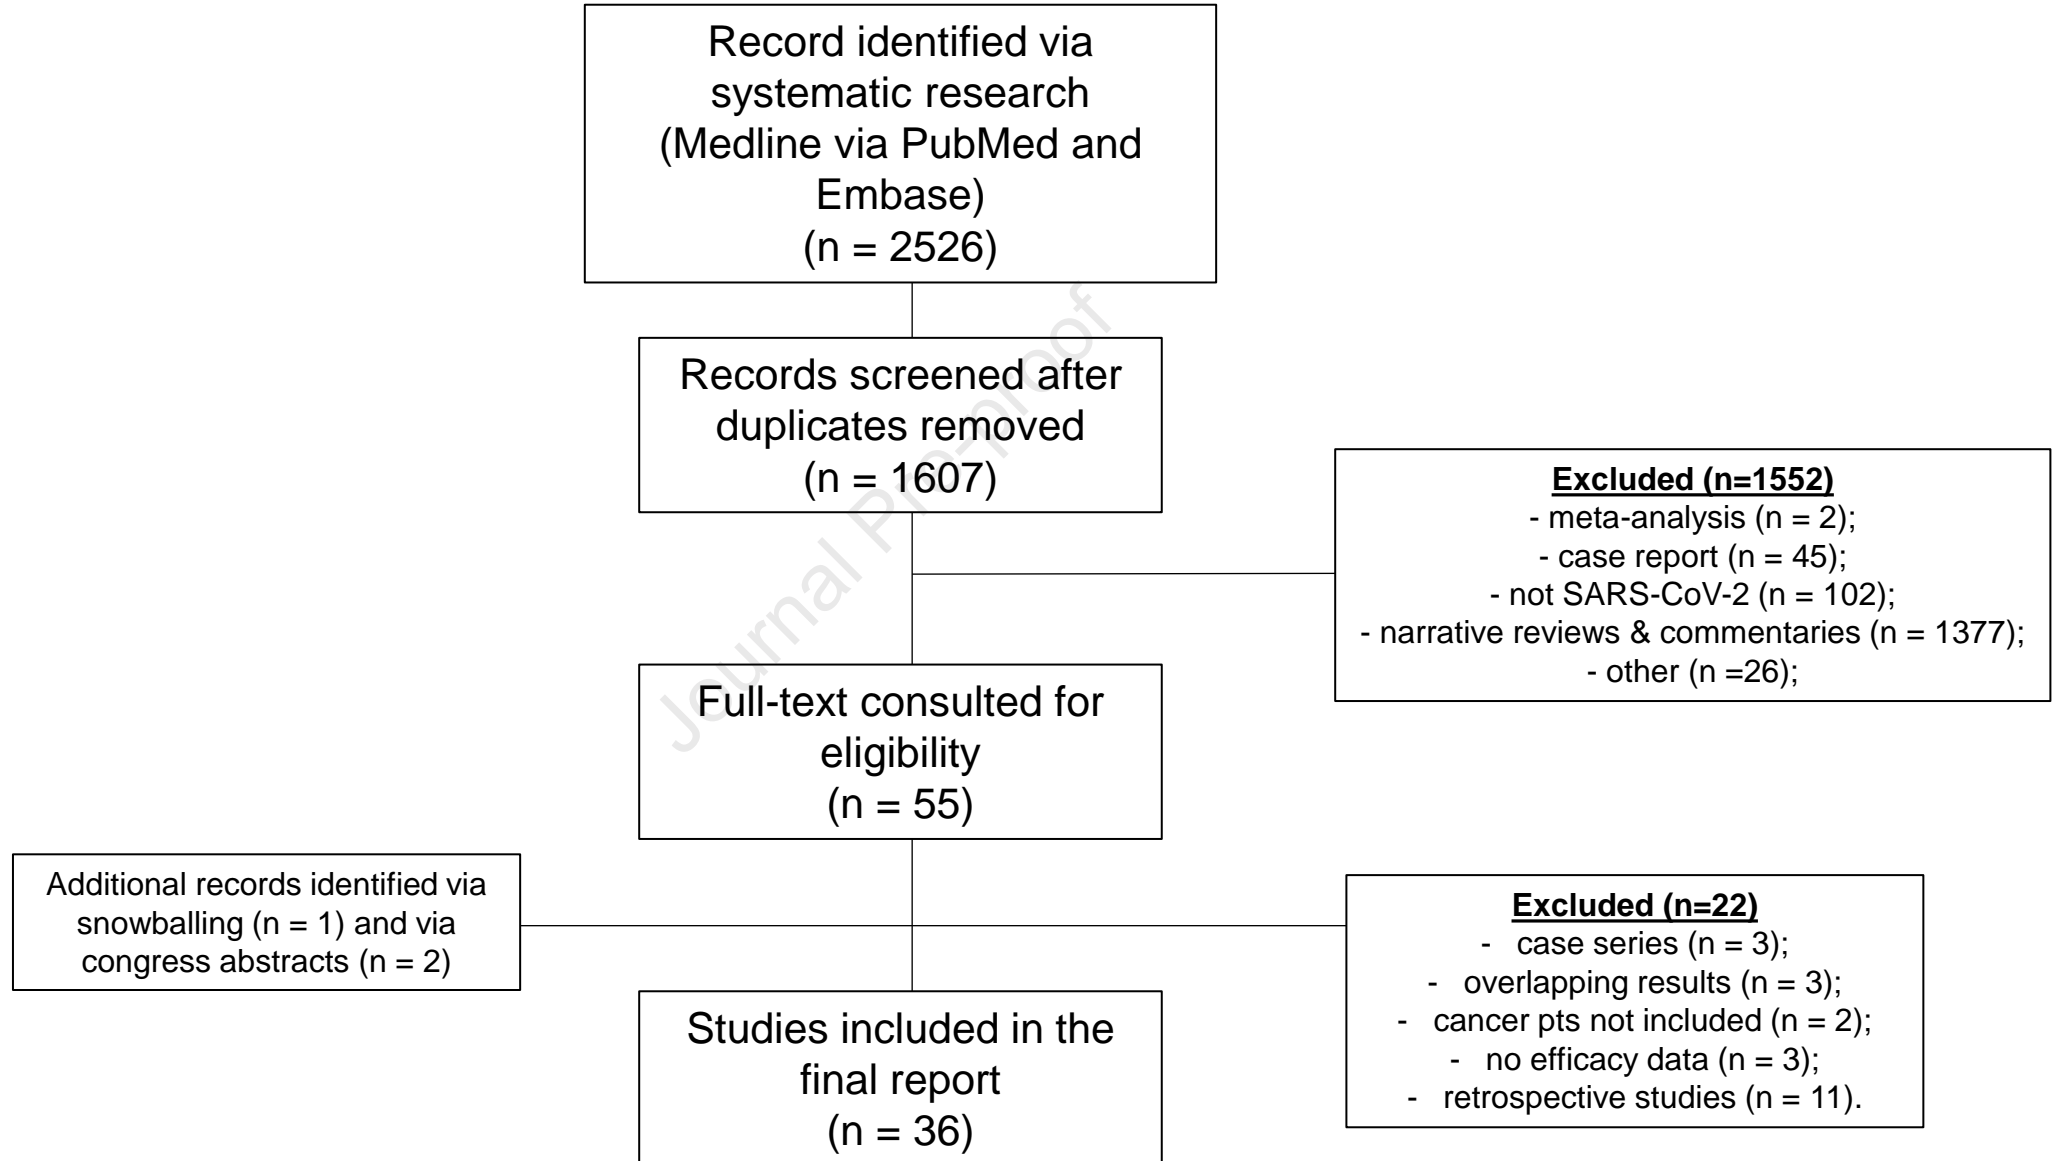 Record identified via
systematic research
(Medline via PubMed and
Embase)
(n = 2526)
Records screened after
duplicates removed
(n = 1607)
Excluded (n=1552)
- meta-analysis (n = 2);
- case report (n = 45);
- not SARS-CoV-2 (n = 102);
- narrative reviews & commentaries (n = 1377);
- other (n =26);
Full-text consulted for
eligibility
(n = 55)
Additional records identified via
snowballing (n = 1) and via
congress abstracts (n = 2)
Excluded (n=22)
- case series (n = 3);
- overlapping results (n = 3);
- cancer pts not included (n = 2);
- no efficacy data (n = 3);
- retrospective studies (n = 11).
Studies included in the
final report
(n = 36)
Journal Pre-proof